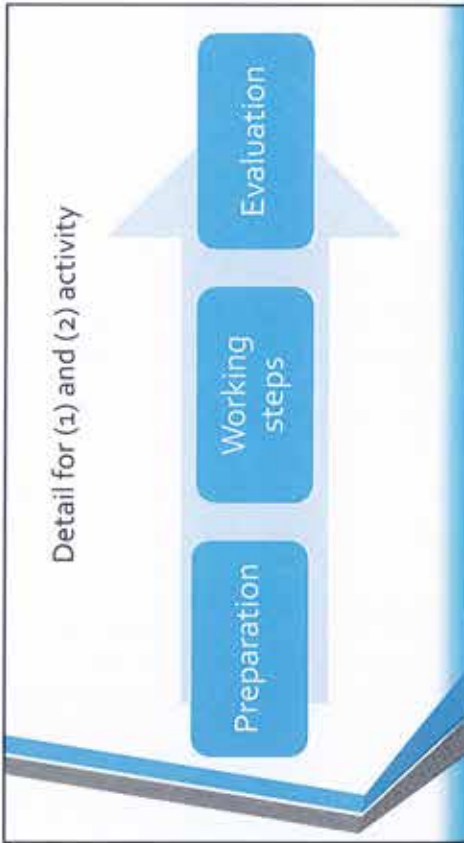 Detail for (1) and (2) activity
Preparation
Working
steps
Evaluation